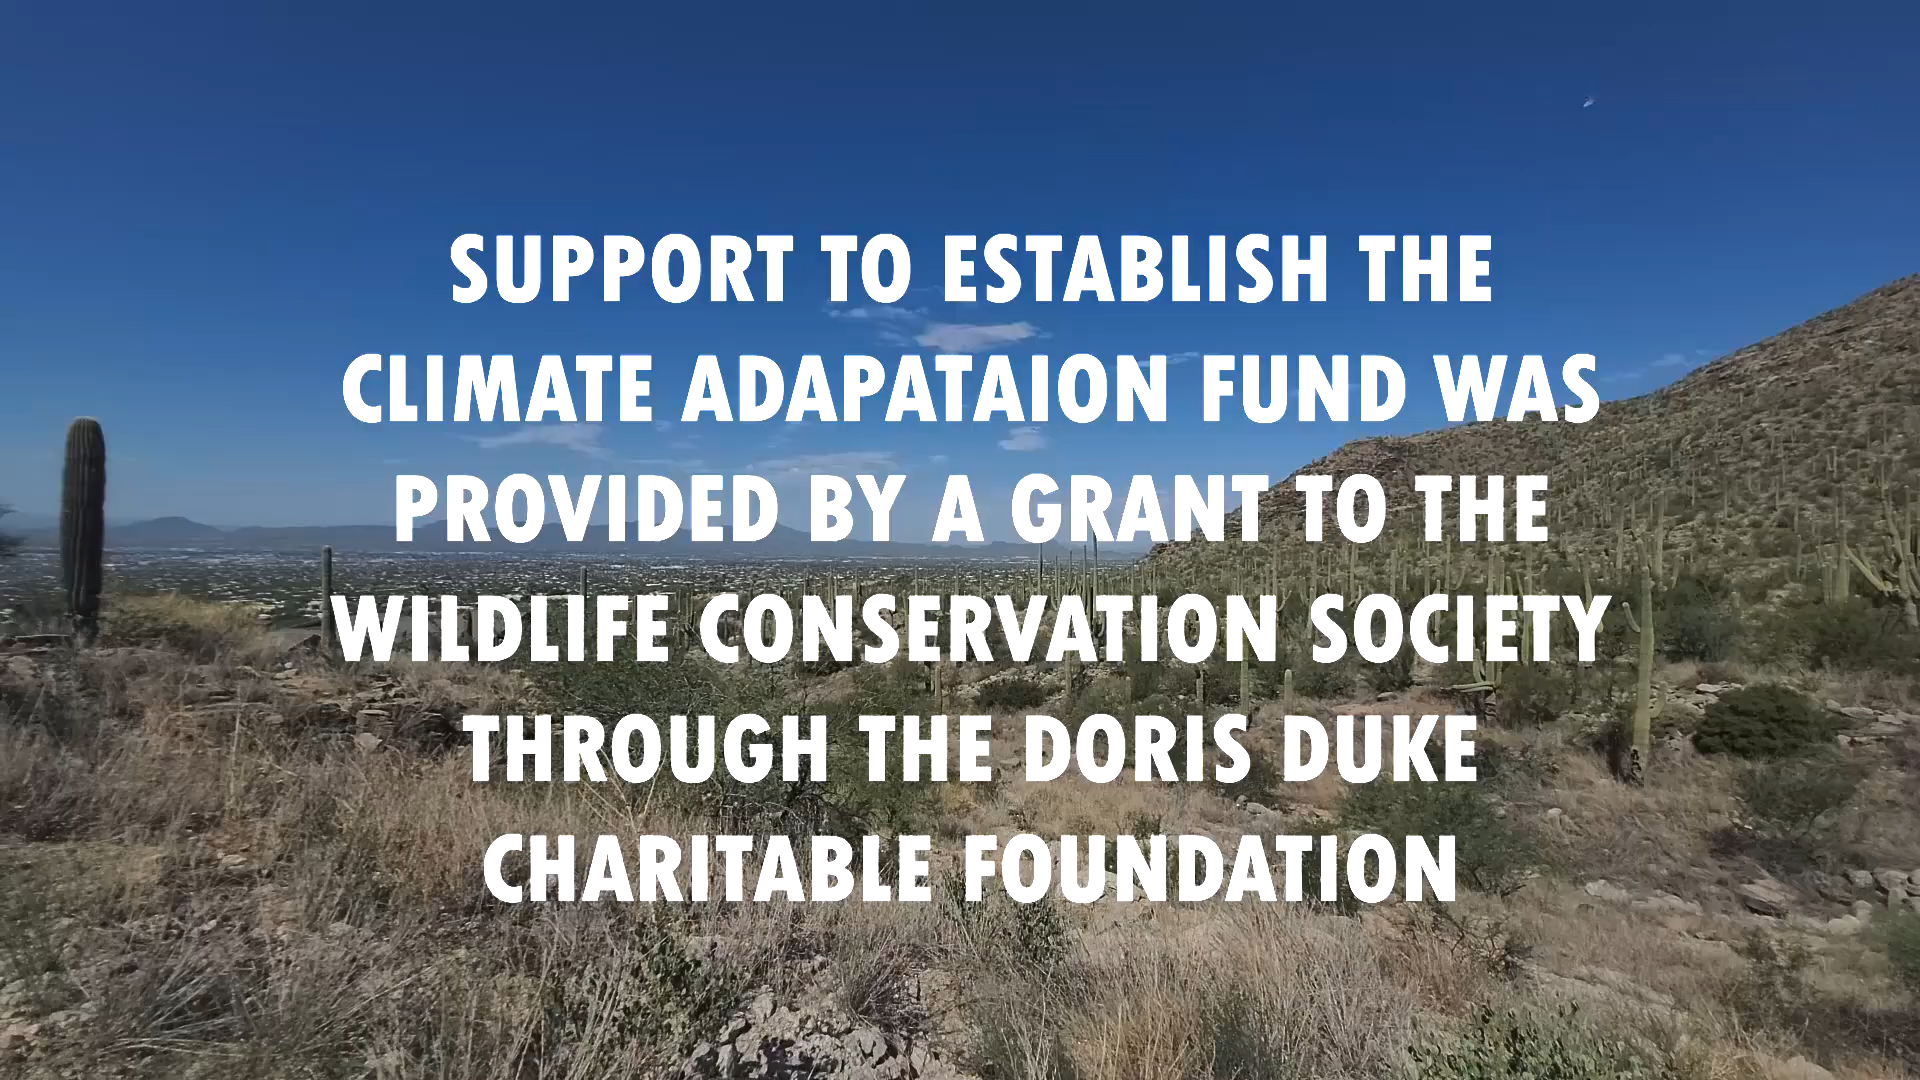 SUPPORT TO ESTABLISH THE
CLIMATE ADAPATAION FUND WAS
PROVIDED BY A GRANT TO THE
WILDLIFE CONSERVATION SOCIETY
THROUGH THE DORIS DUKE
CHARITABLE FOUNDATION